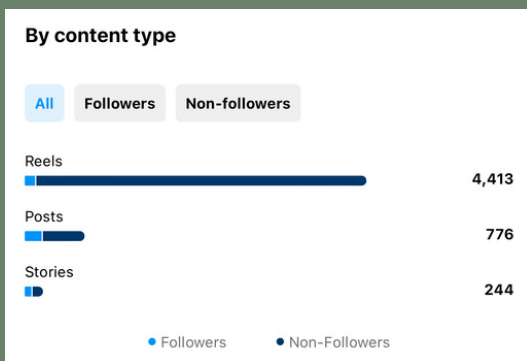 By content type
All Followers Non-followers
Reels
4,413
Posts
776
Stories
244
Followers Non-Followers